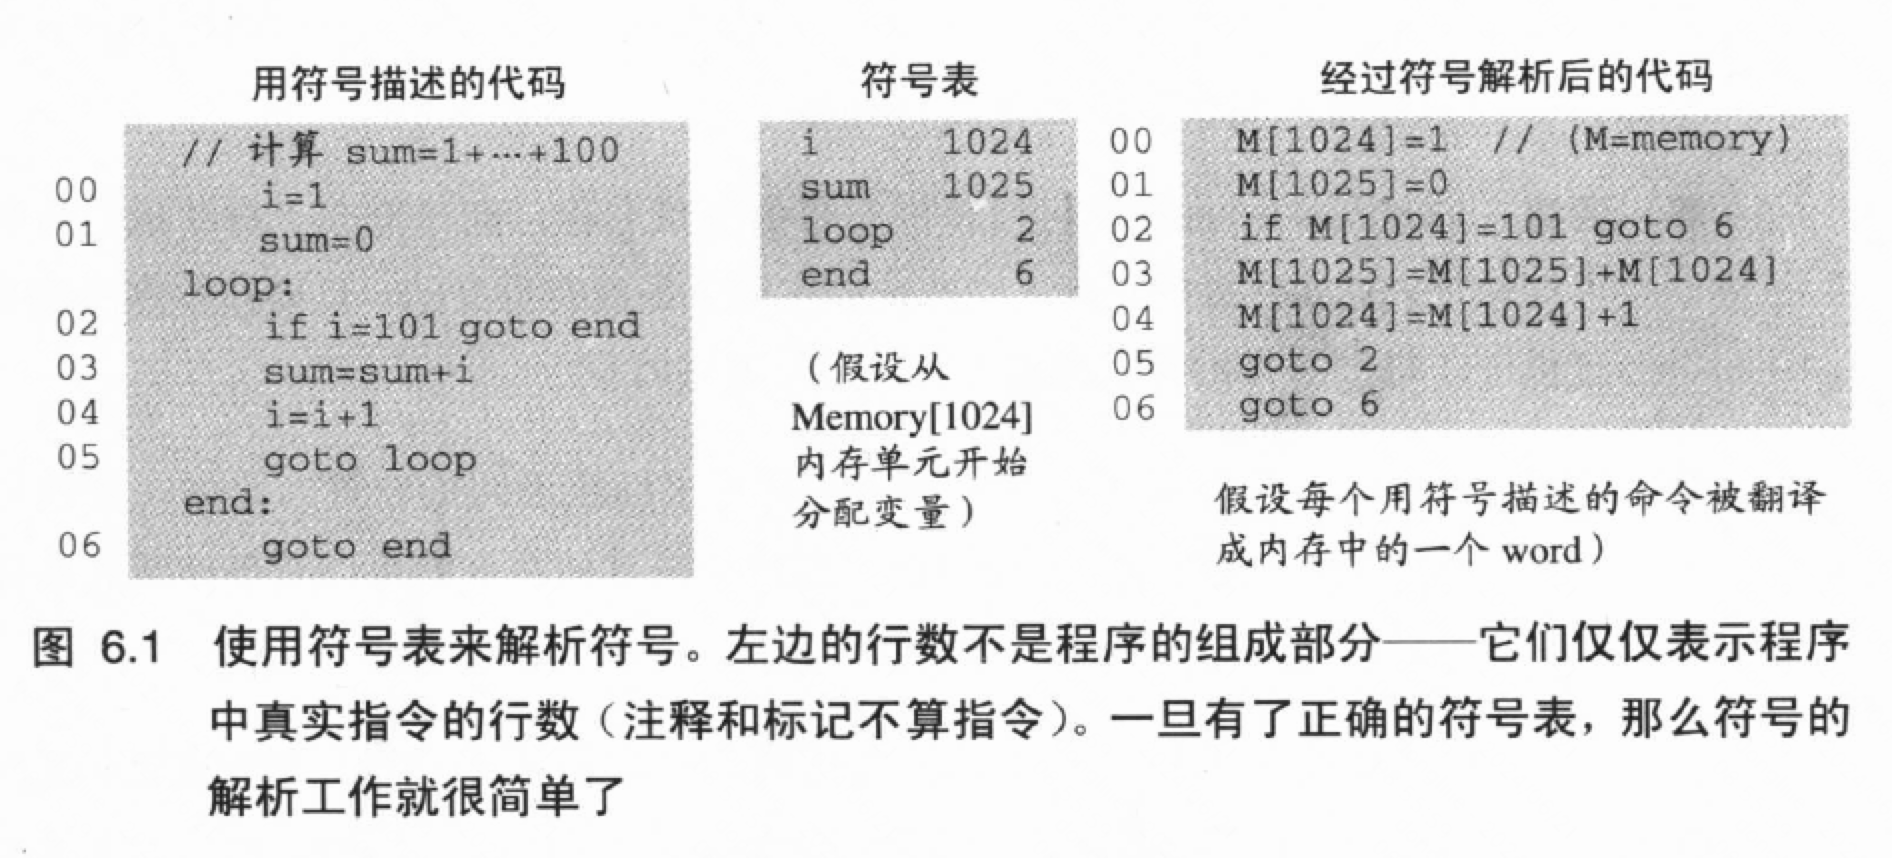 用符号描述的代码
// 计算 sum=1+…+100
00 i=1
01 sum=0
loop:
02 if i=101 goto end
03 sum=sum+i
04 i=i+1
05 goto loop
end:
06 goto end
符号表
i 1024
sum 1025
loop 2
end 6
（假设从
Memory[1024]
内存单元开始
分配变量）
经过符号解析后的代码
00 M[1024]=1 // (M=memory)
01 M[1025]=0
02 if M[1024]=101 goto 6
03 M[1025]=M[1025]+M[1024]
04 M[1024]=M[1024]+1
05 goto 2
06 goto 6
假设每个用符号描述的命令被翻译
成内存中的一个 word）
图 6.1 使用符号表来解析符号。左边的行数不是程序的组成部分——它们仅仅表示程序
中真实指令的行数（注释和标记不算指令）。一旦有了正确的符号表，那么符号的
解析工作就很简单了